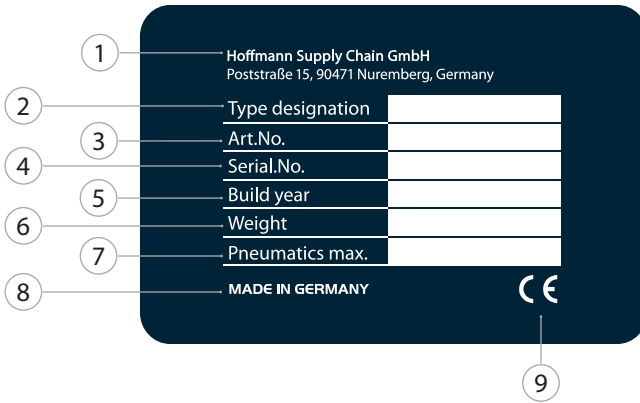 1
Hoffmann Supply Chain GmbH
Poststraße 15, 90471 Nuremberg, Germany
2
Type designation
3
Art.No.
4
Serial.No.
5
Build year
6
Weight
7
Pneumatics max.
8
MADE IN GERMANY
CE
9